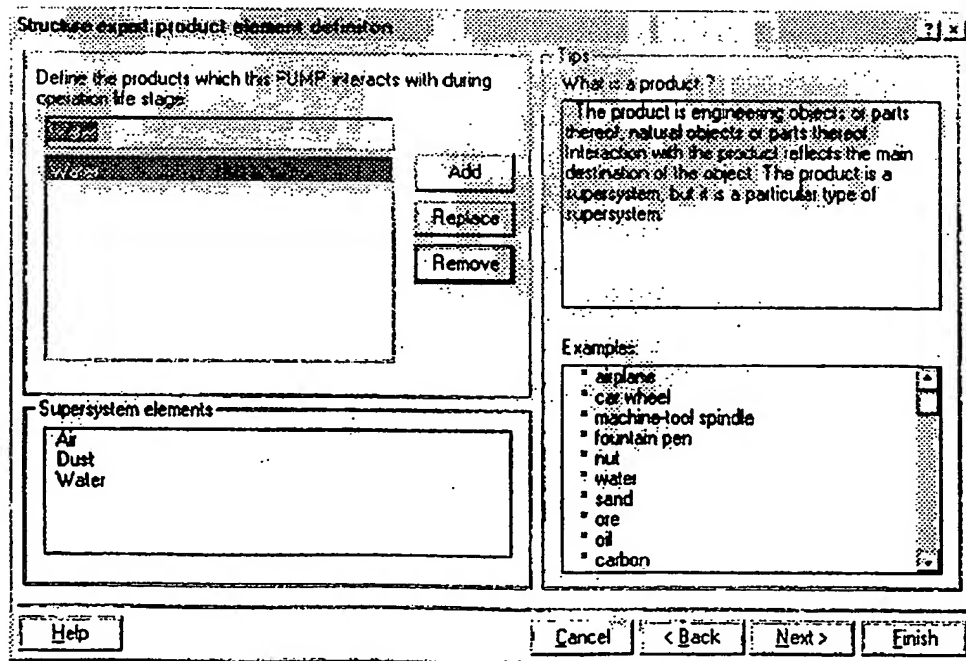 Structure expert: product element definition
Define the products which this PUMP interacts with during
operation life stage
Water
Add
Replace
Remove
Supersystem elements
Air
Dust
Water
Tips
What is a product ?
The product is engineering objects or parts
thereof, natural objects or parts thereof.
Interaction with the product reflects the main
destination of the object. The product is a
supersystem, but it is a particular type of
supersystem.
Examples:
* airplane
* car wheel
* machine-tool spindle
* fountain pen
* nut
* water
* sand
* ore
* oil
* carbon
Help
Cancel
< Back
Next >
Finish